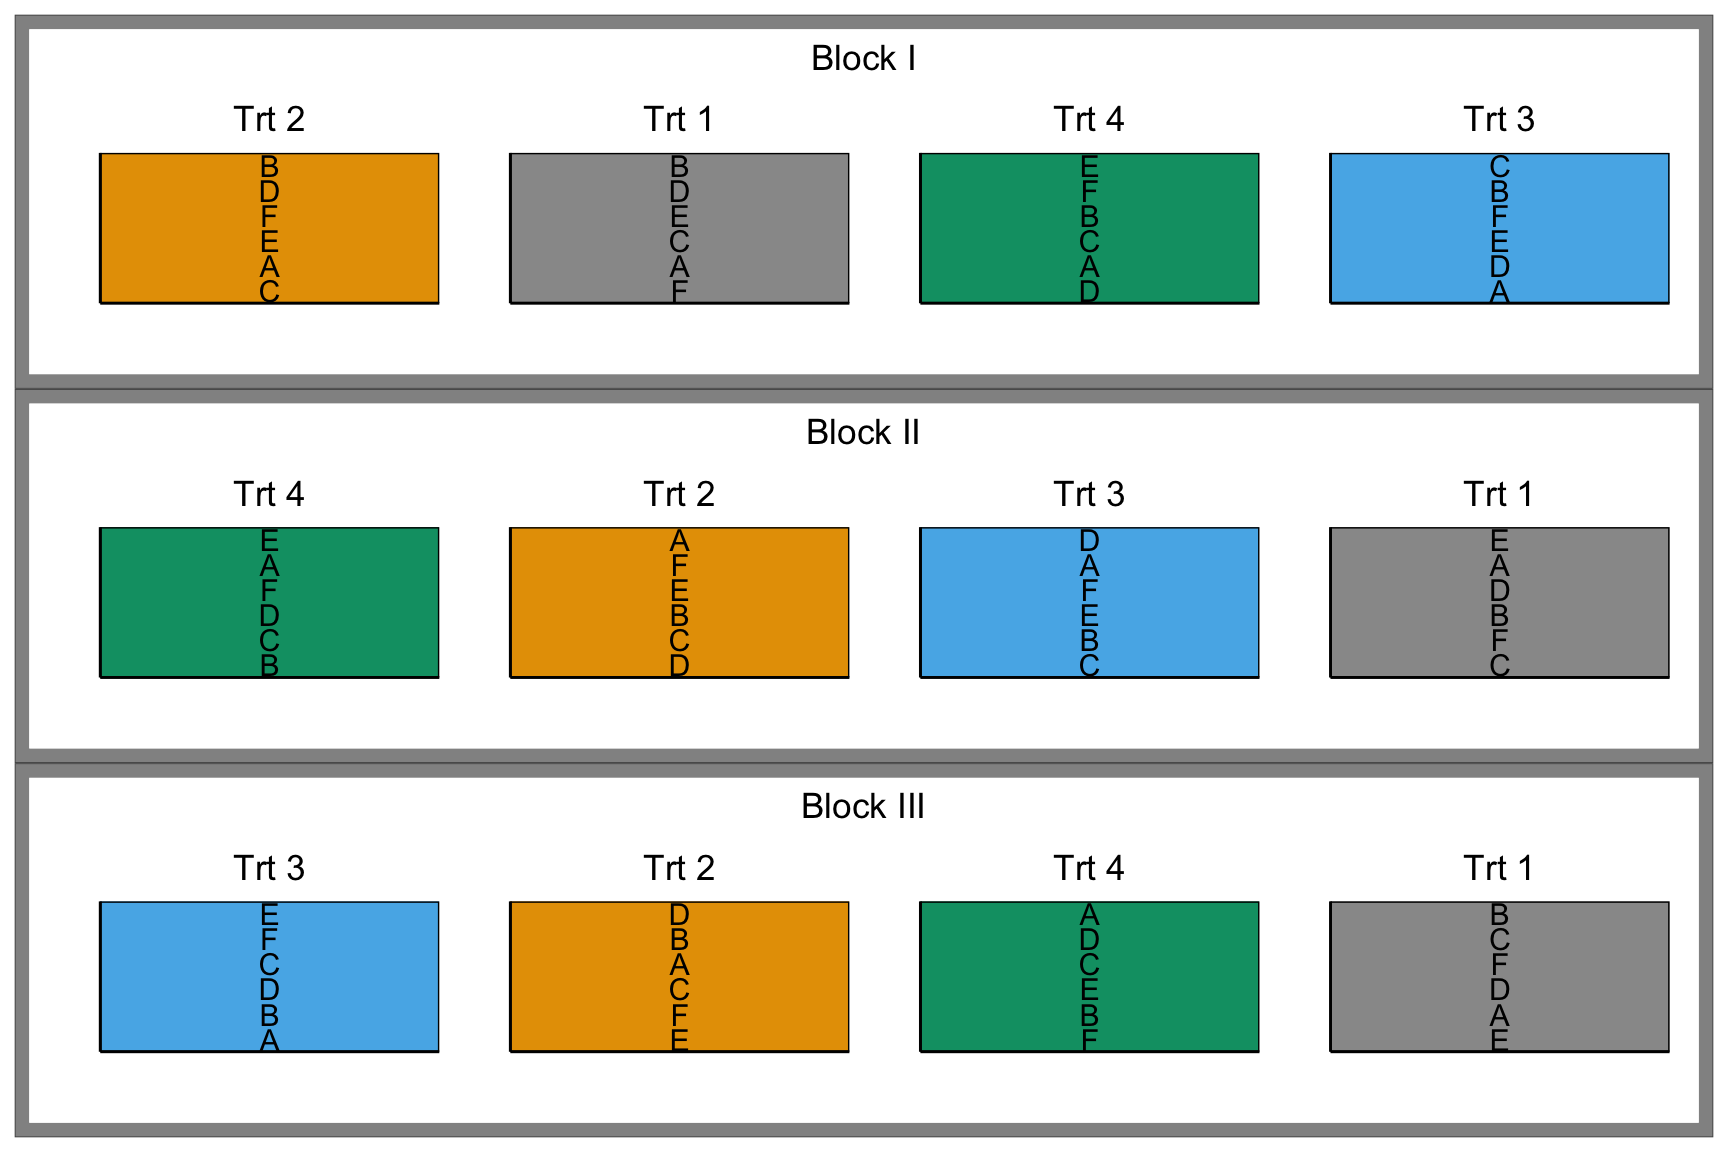 Block I
Trt 2 Trt 1 Trt 4 Trt 3
B B E C
D D F B
F E B F
E C C E
A A A D
C F D A
Block II
Trt 4 Trt 2 Trt 3 Trt 1
E A D E
A F A A
F E F D
D B E B
C C B F
B D C C
Block III
Trt 3 Trt 2 Trt 4 Trt 1
E D A B
F B D C
C A C F
D C E D
B F B A
A E F E